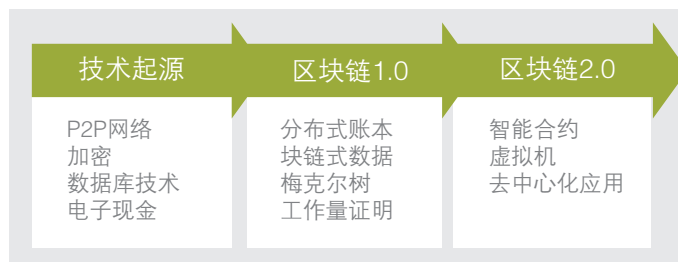 技术起源
P2P网络
加密
数据库技术
电子现金
区块链1.0
分布式账本
块链式数据
梅克尔树
工作量证明
区块链2.0
智能合约
虚拟机
去中心化应用